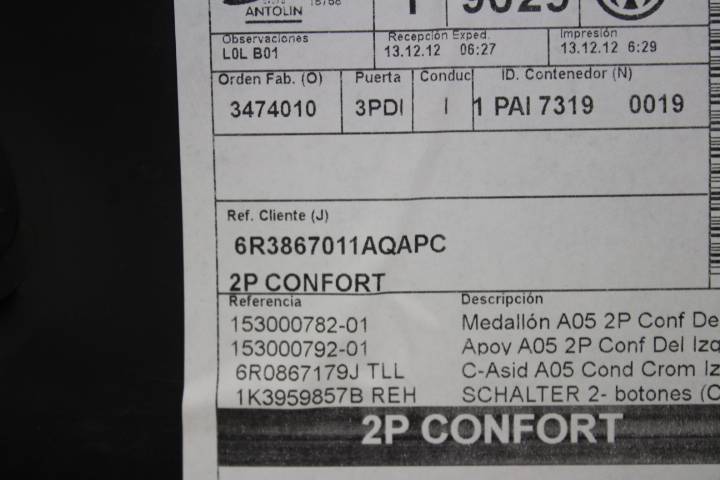 ANTOLIN
Observaciones Recepción Exped. Impresión
L0L B01 13.12.12 06:27 13.12.12 6:29
Orden Fab. (O) Puerta Conduc ID. Contenedor (N)
3474010 3PDI I 1 PAI 7319 0019
Ref. Cliente (J)
6R3867011AQAPC
2P CONFORT
Referencia Descripción
153000782-01 Medallón A05 2P Conf De
153000792-01 Apoy A05 2P Conf Del Izq
6R0867179J TLL C-Asid A05 Cond Crom Iz
1K3959857B REH SCHALTER 2- botones (C
2P CONFORT